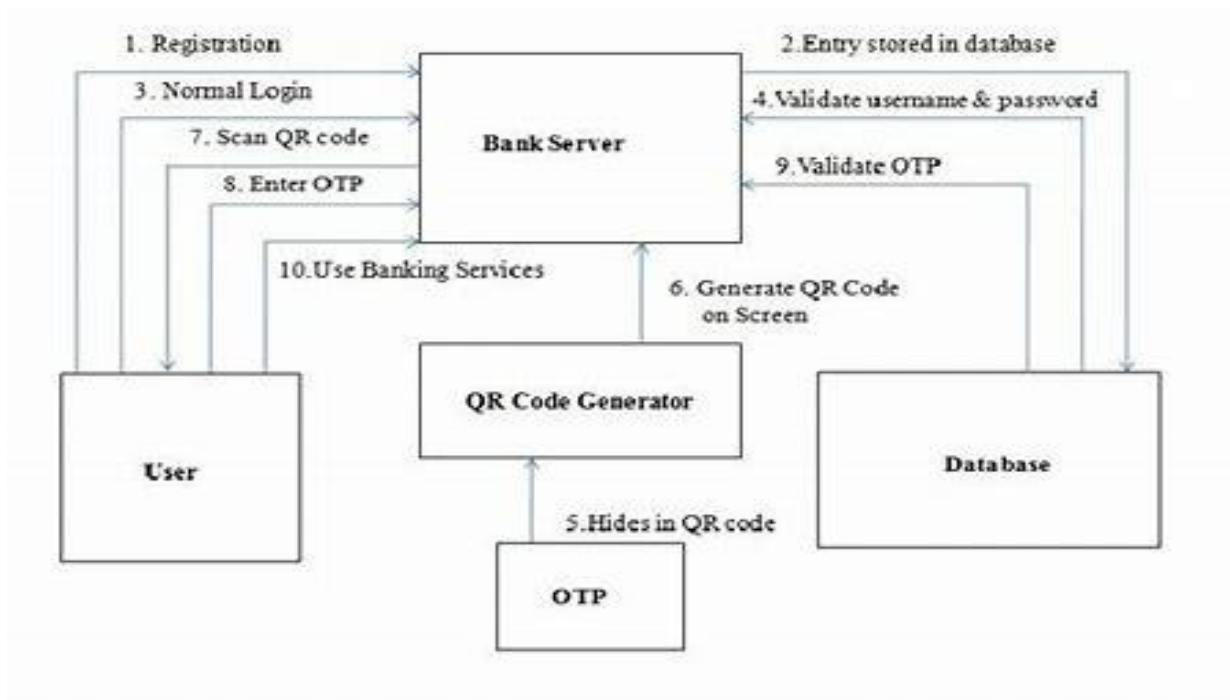 1. Registration
2.Entry stored in database
3. Normal Login
4.Validate username & password
7. Scan QR code
Bank Server
9.Validate OTP
8. Enter OTP
10.Use Banking Services
6. Generate QR Code
on Screen
QR Code Generator
User
Database
5.Hides in QR code
OTP